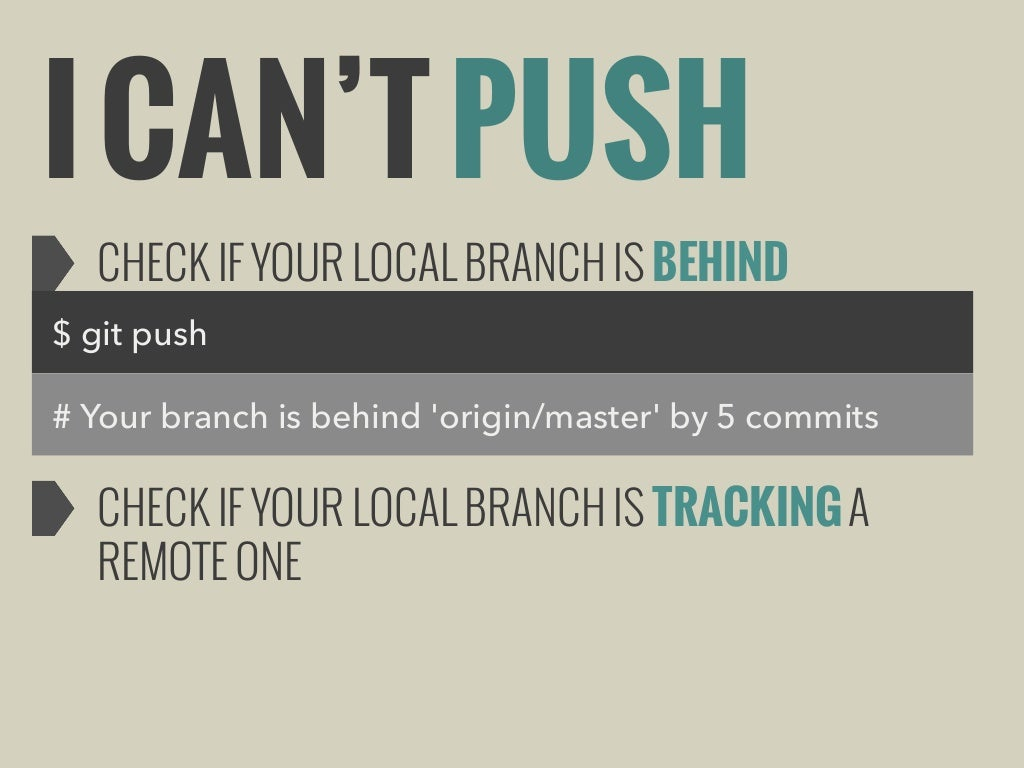 I CAN’T PUSH
CHECK IF YOUR LOCAL BRANCH IS BEHIND
$ git push
# Your branch is behind 'origin/master' by 5 commits
CHECK IF YOUR LOCAL BRANCH IS TRACKING A
REMOTE ONE